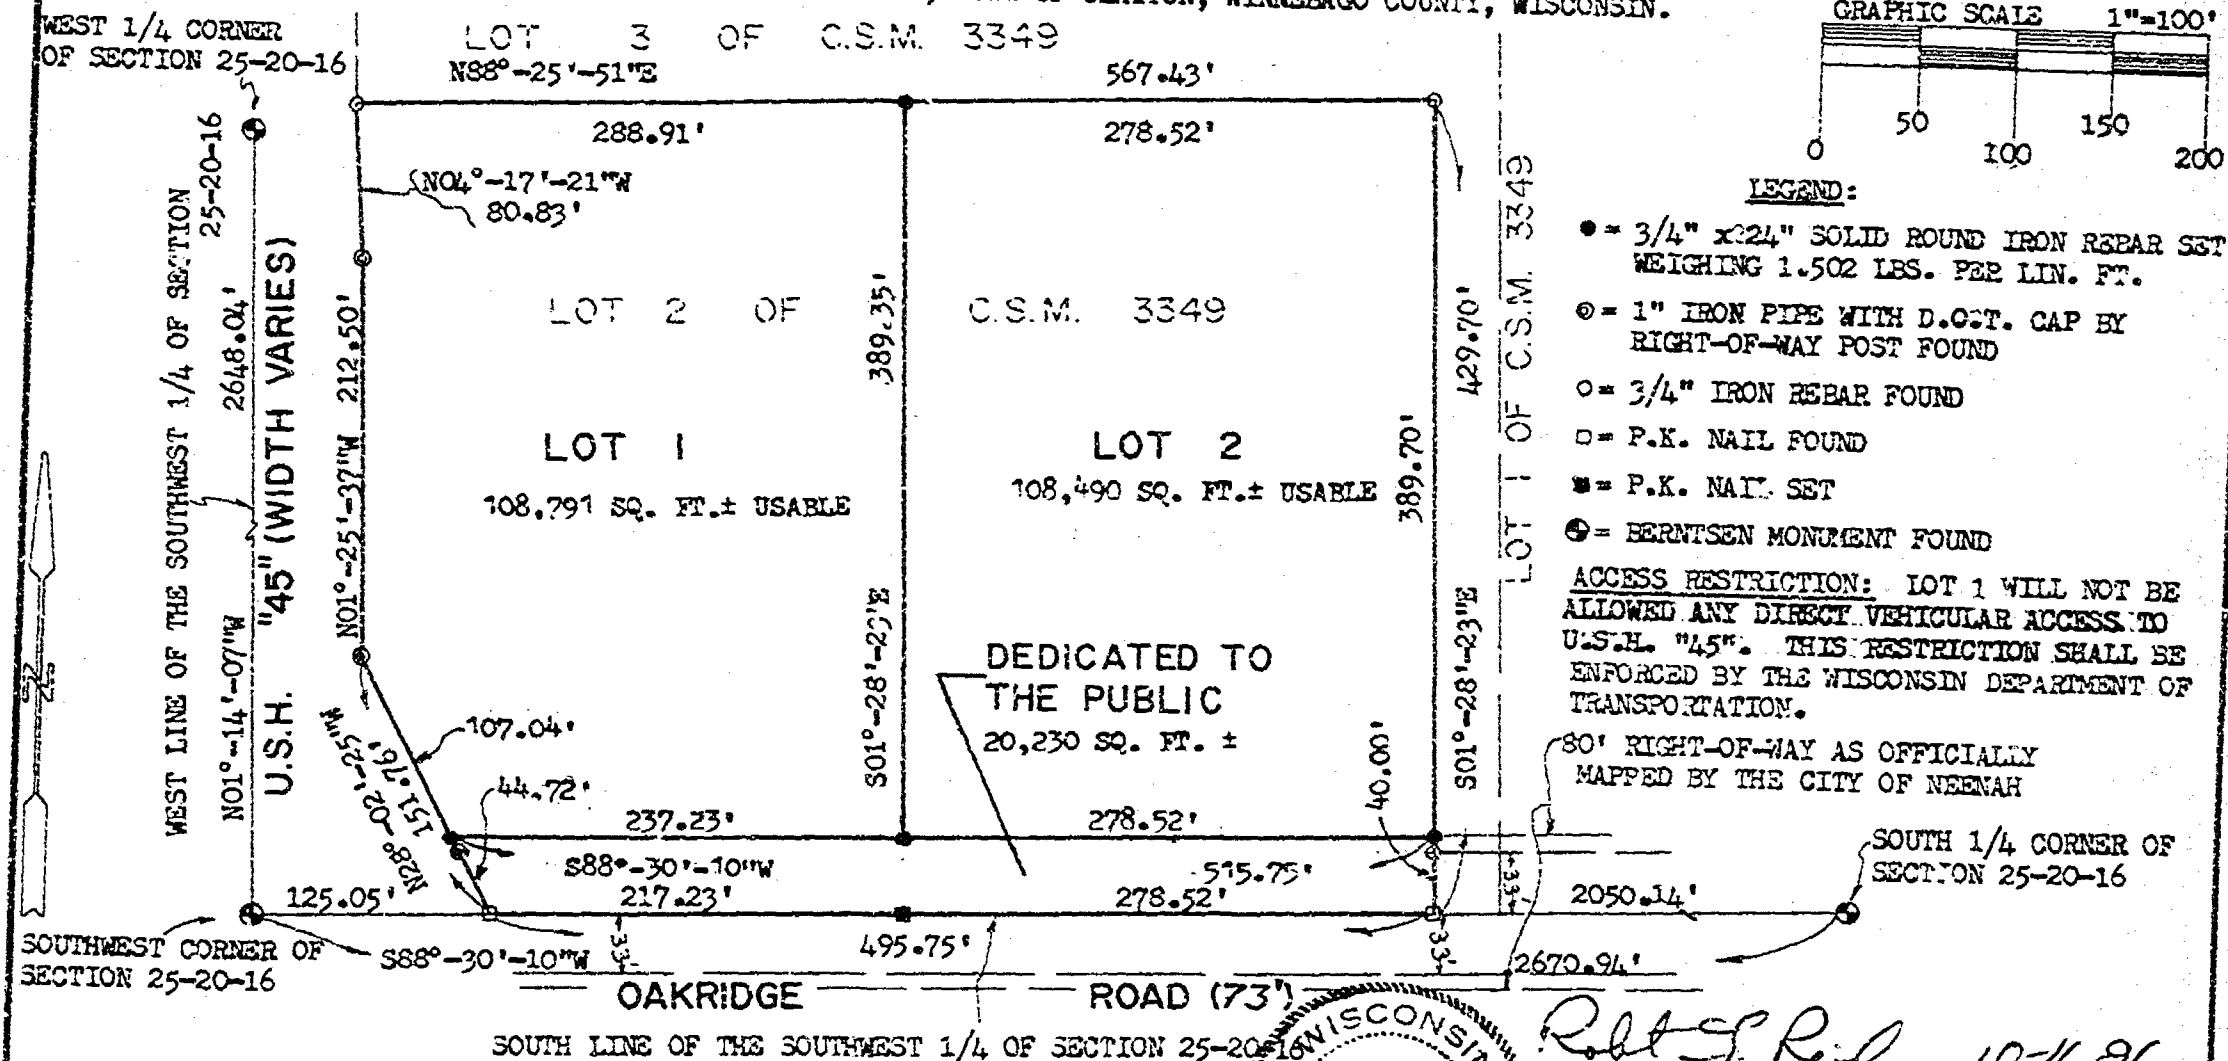 WINNEBAGO COUNTY, WISCONSIN.
WEST 1/4 CORNER
OF SECTION 25-20-16
LOT 3 OF C.S.M. 3349
N88°-25'-51"E
567.43'
288.91'
278.52'
GRAPHIC SCALE 1"=100'
50
150
0
100
200
N04°-17'-21"W
80.83'
WEST LINE OF THE SOUTHWEST 1/4 OF SECTION
25-20-16
2648.04'
N01°-14'-07"W
U.S.H. "45" (WIDTH VARIES)
N01°-25'-37"W 212.50'
LOT 2 OF C.S.M. 3349
389.35'
S01°-28'-23"E
LOT 1
108,791 SQ. FT.± USABLE
LOT 2
108,490 SQ. FT.± USABLE
389.70'
429.70'
S01°-28'-23"E
LOT 1 OF C.S.M. 3349
LEGEND:
● = 3/4" x 24" SOLID ROUND IRON REBAR SET
WEIGHING 1.502 LBS. PER LIN. FT.
◎ = 1" IRON PIPE WITH D.O.T. CAP BY
RIGHT-OF-WAY POST FOUND
○ = 3/4" IRON REBAR FOUND
□ = P.K. NAIL FOUND
■ = P.K. NAIL SET
= BERNTSEN MONUMENT FOUND
ACCESS RESTRICTION: LOT 1 WILL NOT BE
ALLOWED ANY DIRECT VEHICULAR ACCESS TO
U.S.H. "45". THIS RESTRICTION SHALL BE
ENFORCED BY THE WISCONSIN DEPARTMENT OF
TRANSPORTATION.
80' RIGHT-OF-WAY AS OFFICIALLY
MAPPED BY THE CITY OF NEENAH
DEDICATED TO
THE PUBLIC
20,230 SQ. FT. ±
107.04'
N28°-02'-25"W
151.76'
44.72'
237.23'
278.52'
40.00'
S88°-30'-10"W
515.75'
125.05'
217.23'
278.52'
33'
2050.14'
SOUTH 1/4 CORNER OF
SECTION 25-20-16
SOUTHWEST CORNER OF
SECTION 25-20-16
S88°-30'-10"W
33'
495.75'
33'
2670.94'
OAKRIDGE ROAD (73')
SOUTH LINE OF THE SOUTHWEST 1/4 OF SECTION 25-20-16
WISCONSIN